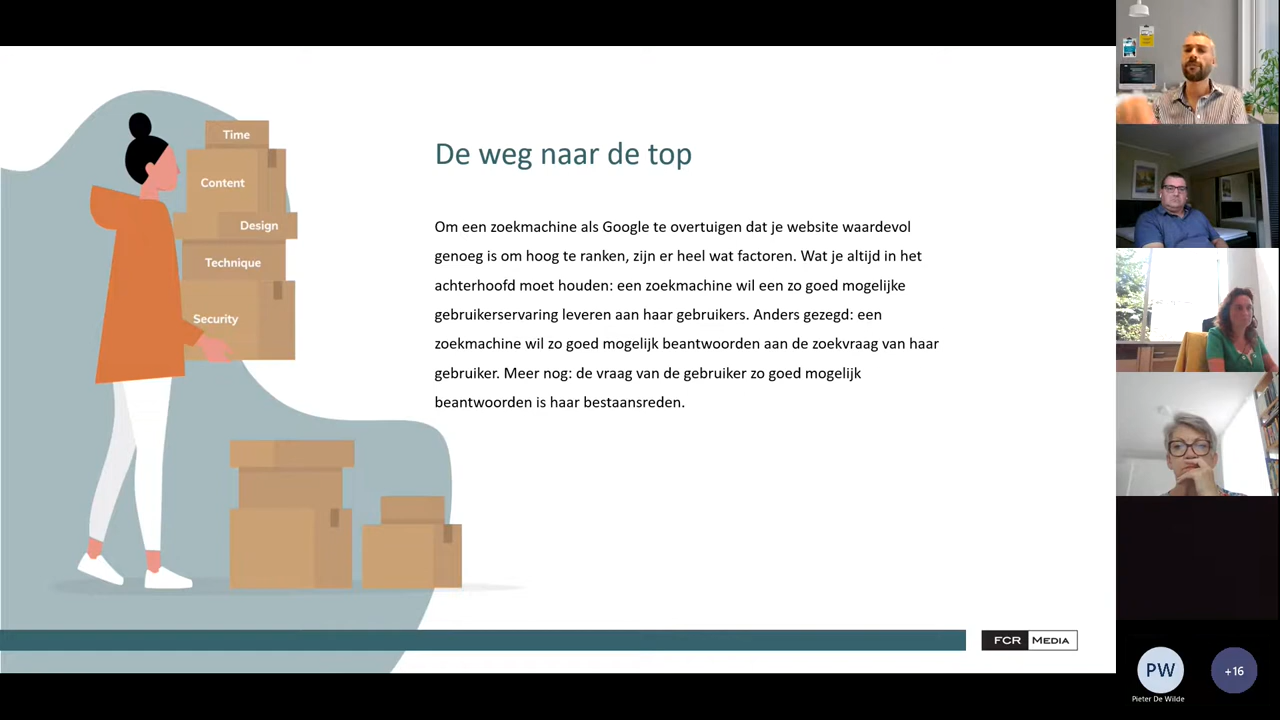 Time
Content
Design
Technique
Security
De weg naar de top
Om een zoekmachine als Google te overtuigen dat je website waardevol
genoeg is om hoog te ranken, zijn er heel wat factoren. Wat je altijd in het
achterhoofd moet houden: een zoekmachine wil een zo goed mogelijke
gebruikerservaring leveren aan haar gebruikers. Anders gezegd: een
zoekmachine wil zo goed mogelijk beantwoorden aan de zoekvraag van haar
gebruiker. Meer nog: de vraag van de gebruiker zo goed mogelijk
beantwoorden is haar bestaansreden.
FCR MEDIA
PW
Pieter De Wilde
+16